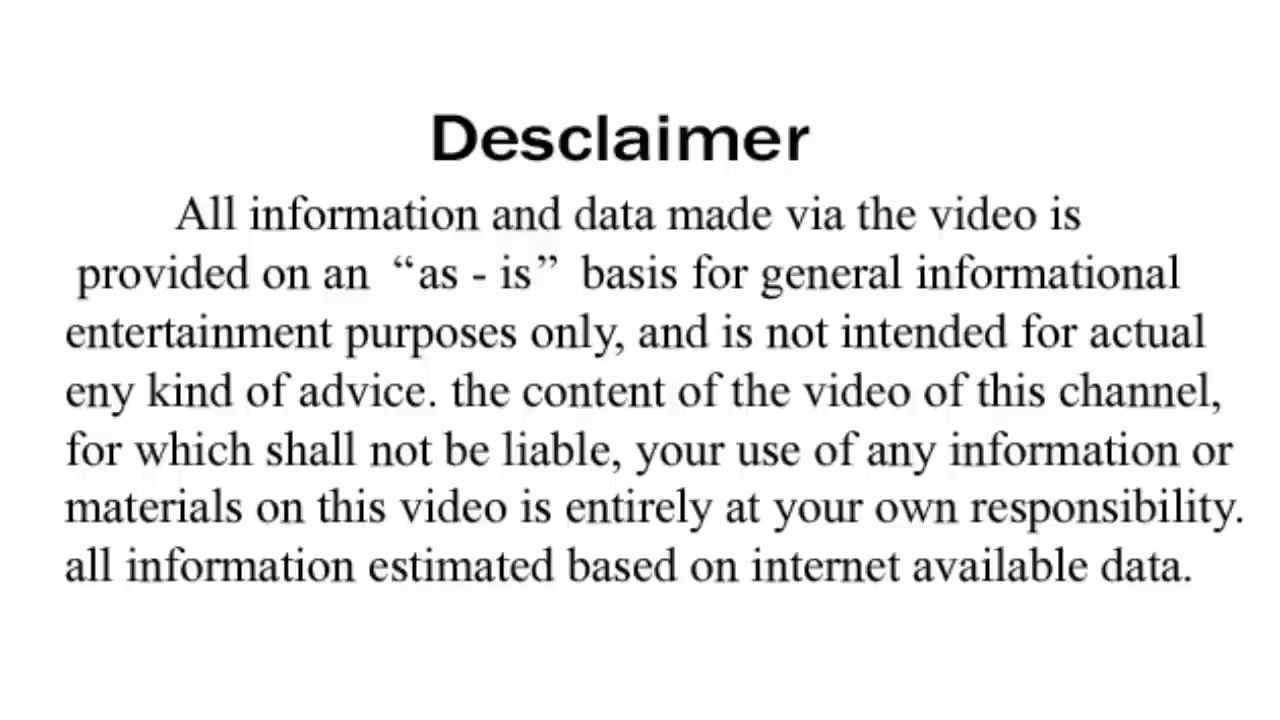 Desclaimer
All information and data made via the video is
provided on an “as - is” basis for general informational
entertainment purposes only, and is not intended for actual
eny kind of advice. the content of the video of this channel,
for which shall not be liable, your use of any information or
materials on this video is entirely at your own responsibility.
all information estimated based on internet available data.